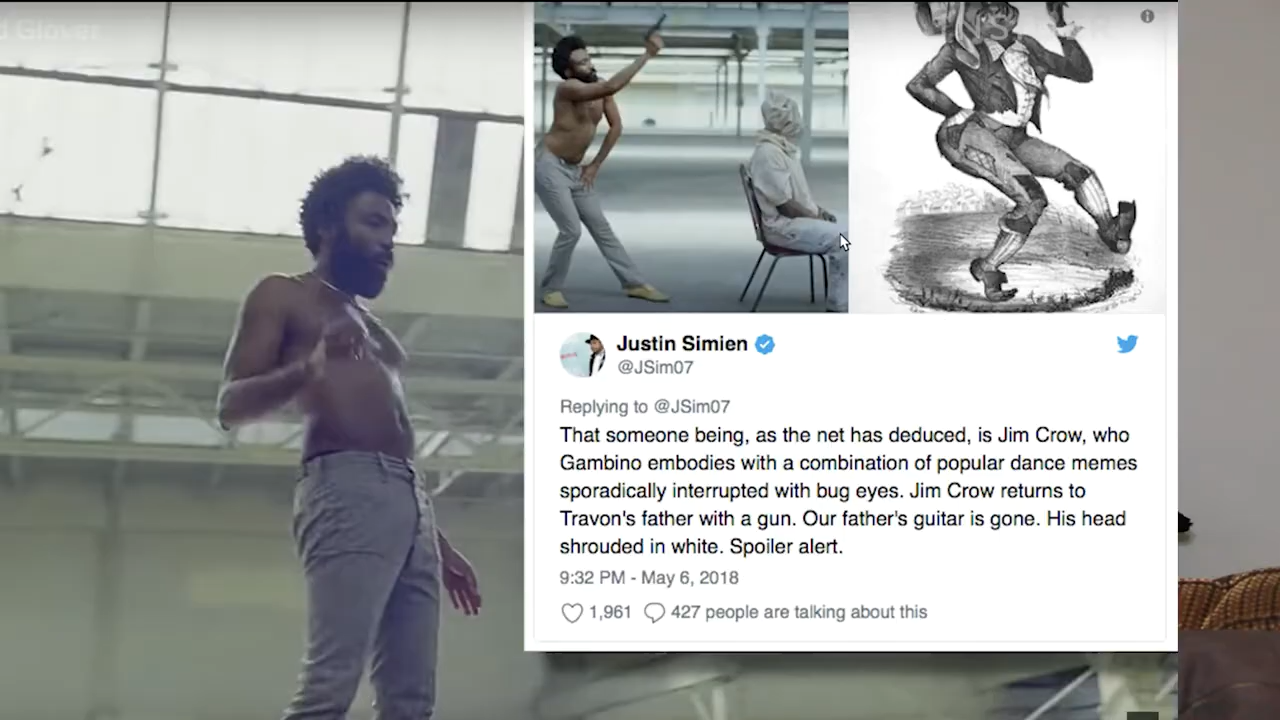 d Glover
INSIDER
Justin Simien
@JSim07
Replying to @JSim07
That someone being, as the net has deduced, is Jim Crow, who
Gambino embodies with a combination of popular dance memes
sporadically interrupted with bug eyes. Jim Crow returns to
Travon's father with a gun. Our father's guitar is gone. His head
shrouded in white. Spoiler alert.
9:32 PM - May 6, 2018
1,961 427 people are talking about this